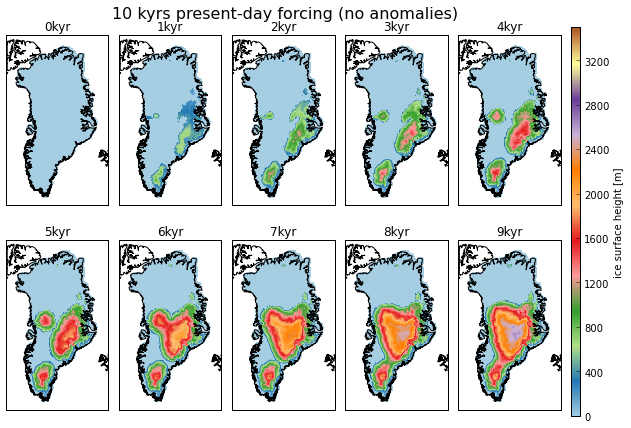 10 kyrs present-day forcing (no anomalies)
0kyr
1kyr
2kyr
3kyr
4kyr
5kyr
6kyr
7kyr
8kyr
9kyr
3200
2800
2400
2000
1600
1200
800
400
0
ice surface height [m]